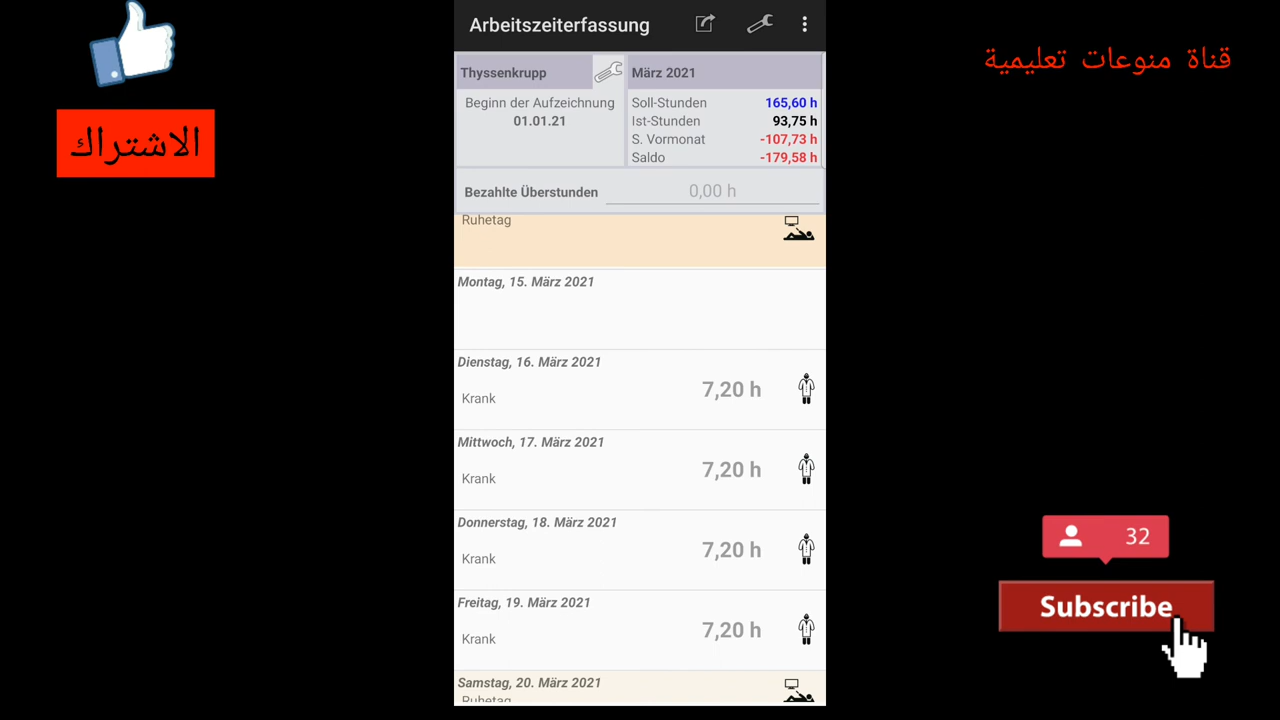 Arbeitszeiterfassung
Thyssenkrupp
Beginn der Aufzeichnung
01.01.21
März 2021
Soll-Stunden 165,60 h
Ist-Stunden 93,75 h
S. Vormonat -107,73 h
Saldo -179,58 h
Bezahlte Überstunden 0,00 h
Ruhetag
Montag, 15. März 2021
Dienstag, 16. März 2021
Krank 7,20 h
Mittwoch, 17. März 2021
Krank 7,20 h
Donnerstag, 18. März 2021
Krank 7,20 h
Freitag, 19. März 2021
Krank 7,20 h
Samstag, 20. März 2021
Ruhetag
الاشتراك
قناة منوعات تعليمية
32
Subscribe